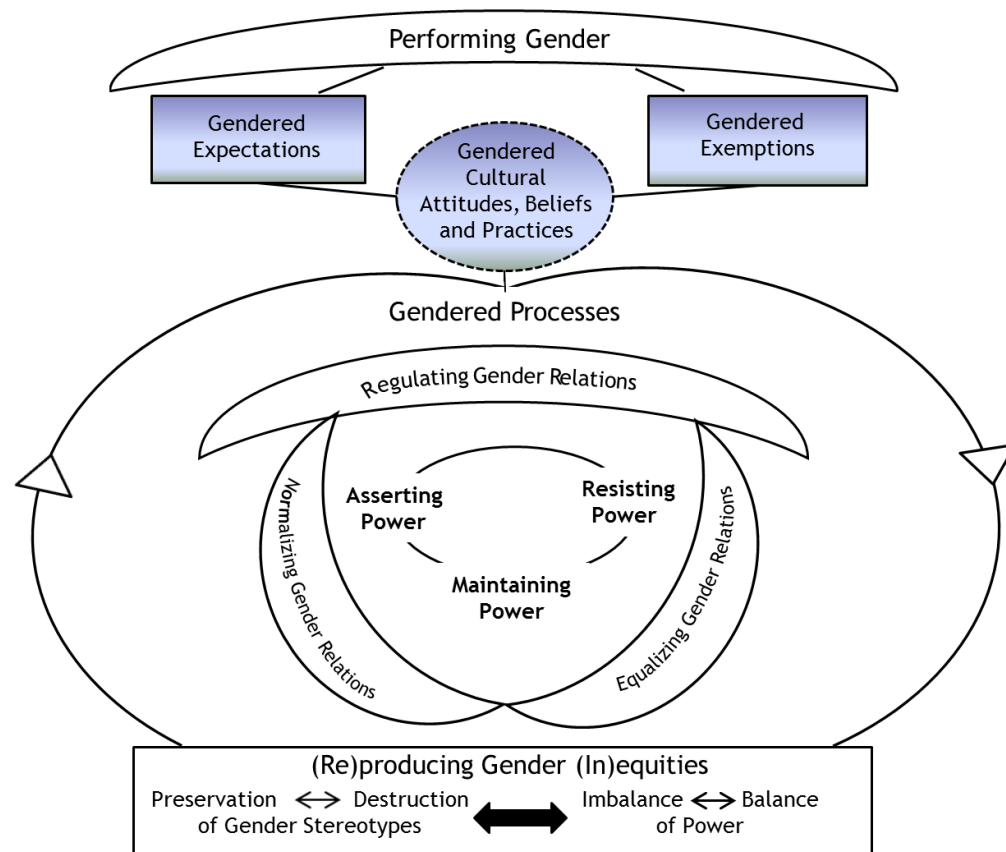 Performing Gender
Gendered
Expectations
Gendered
Exemptions
Gendered
Cultural
Attitudes, Beliefs
and Practices
Gendered Processes
Regulating Gender Relations
Normalizing Gender Relations
Asserting
Power
Resisting
Power
Maintaining
Power
Equalizing Gender Relations
(Re)producing Gender (In)equities
Preservation Destruction
of Gender Stereotypes
Imbalance Balance
of Power